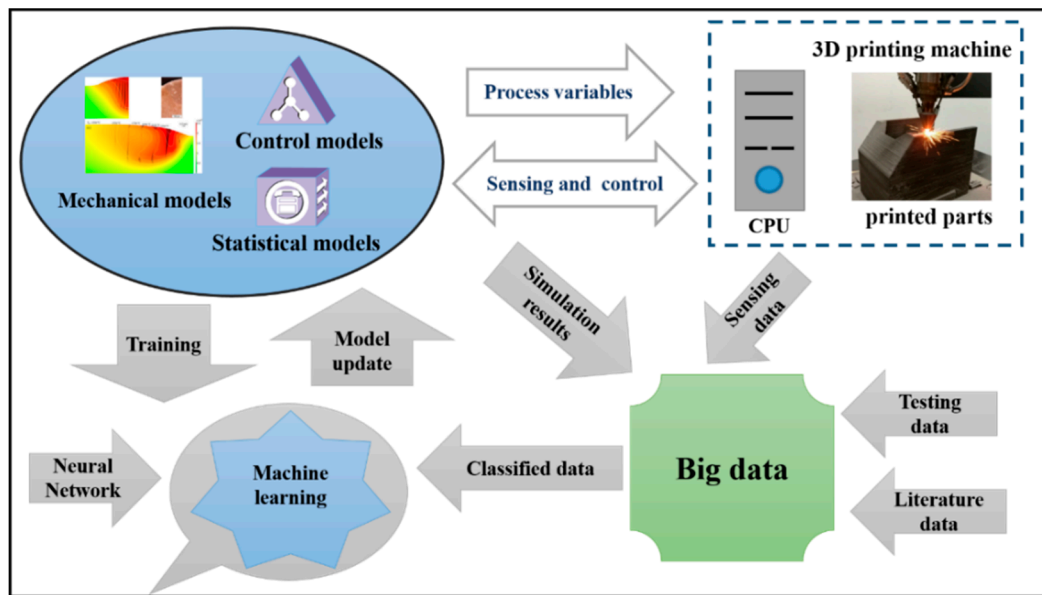 Control models
Mechanical models
Statistical models
Process variables
Sensing and control
3D printing machine
CPU
printed parts
Training
Model
update
Simulation
results
Sensing
data
Neural
Network
Machine
learning
Classified data
Big data
Testing
data
Literature
data